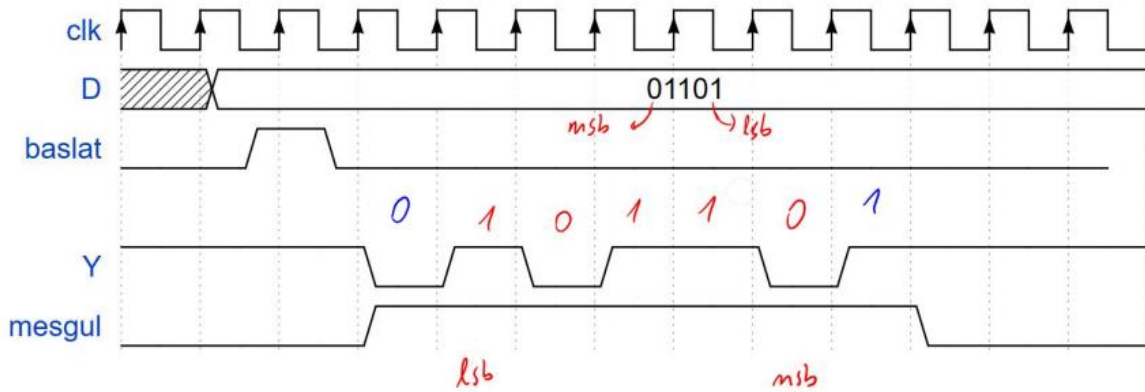 clk
D
01101
msb lsb
baslat
0 1 0 1 1 0 1
Y
mesgul
lsb msb